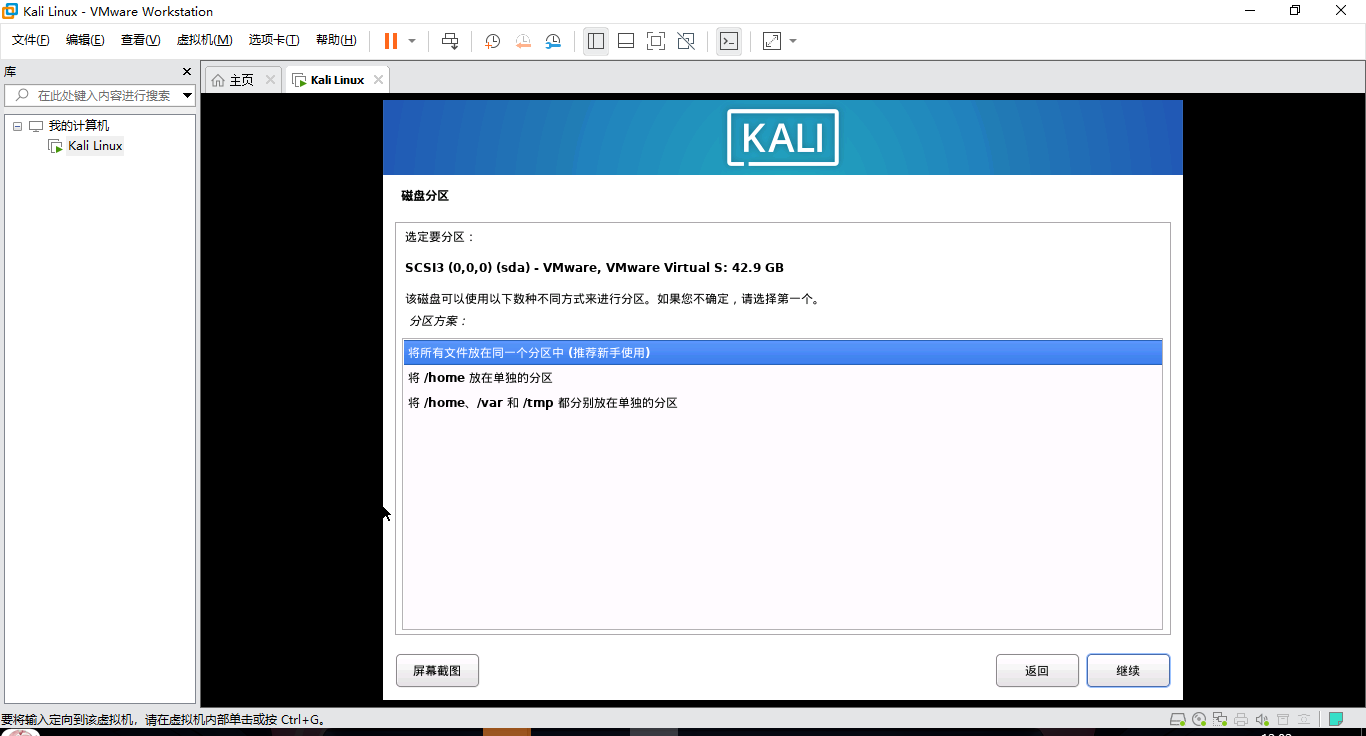 Kali Linux - VMware Workstation
文件(F) 编辑(E) 查看(V) 虚拟机(M) 选项卡(T) 帮助(H)
库
在此处键入内容进行搜索
我的计算机
Kali Linux
主页 Kali Linux
KALI
磁盘分区
选定要分区：
SCSI3 (0,0,0) (sda) - VMware, VMware Virtual S: 42.9 GB
该磁盘可以使用以下数种不同方式来进行分区。如果您不确定，请选择第一个。
分区方案：
将所有文件放在同一个分区中 (推荐新手使用)
将 /home 放在单独的分区
将 /home、/var 和 /tmp 都分别放在单独的分区
屏幕截图 返回 继续
要将输入定向到该虚拟机，请在虚拟机内部单击或按 Ctrl+G。